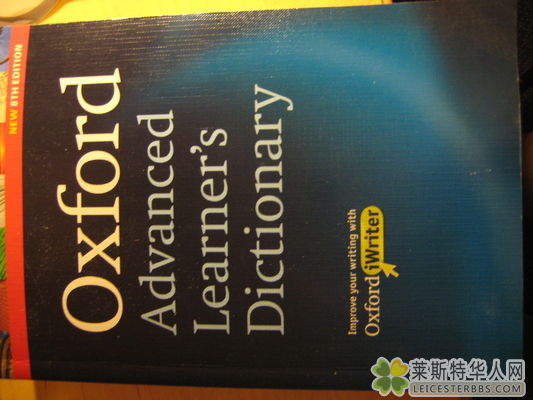 NEW 8TH EDITION
Oxford
Advanced
Learner's
Dictionary
Improve your writing with
Oxford iWriter
莱斯特华人网
LEICESTERBBS.COM